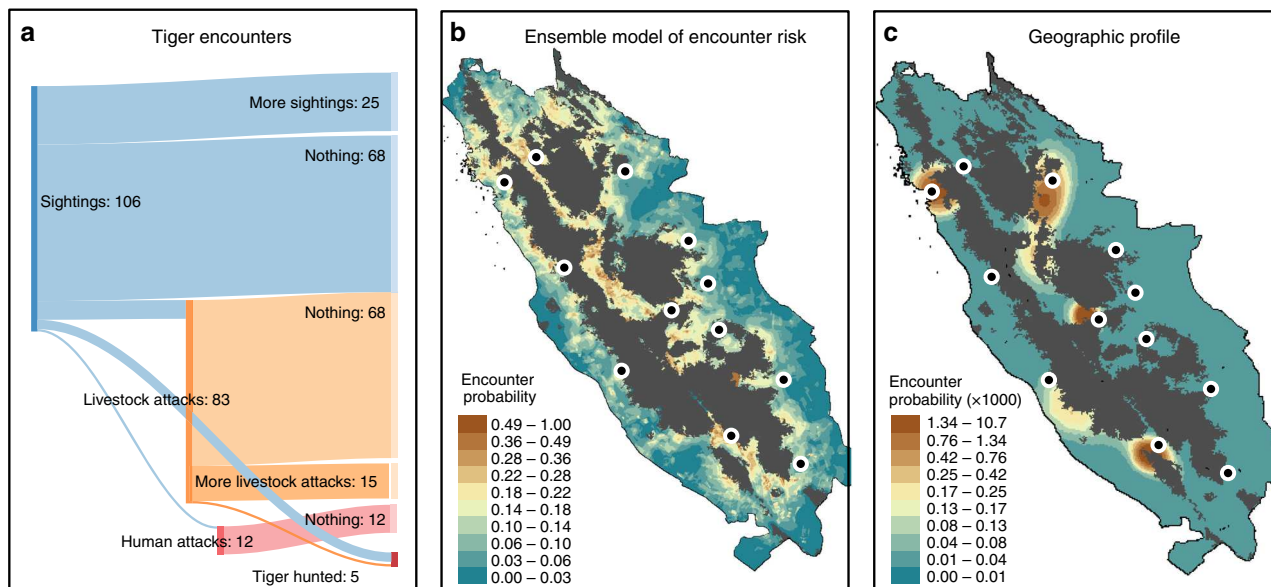 a
Tiger encounters
More sightings: 25
Nothing: 68
Sightings: 106
Nothing: 68
Livestock attacks: 83
More livestock attacks: 15
Nothing: 12
Human attacks: 12
Tiger hunted: 5
b
Ensemble model of encounter risk
Encounter
probability
0.49 – 1.00
0.36 – 0.49
0.28 – 0.36
0.22 – 0.28
0.18 – 0.22
0.14 – 0.18
0.10 – 0.14
0.06 – 0.10
0.03 – 0.06
0.00 – 0.03
c
Geographic profile
Encounter
probability (×1000)
1.34 – 10.7
0.76 – 1.34
0.42 – 0.76
0.25 – 0.42
0.17 – 0.25
0.13 – 0.17
0.08 – 0.13
0.04 – 0.08
0.01 – 0.04
0.00 – 0.01